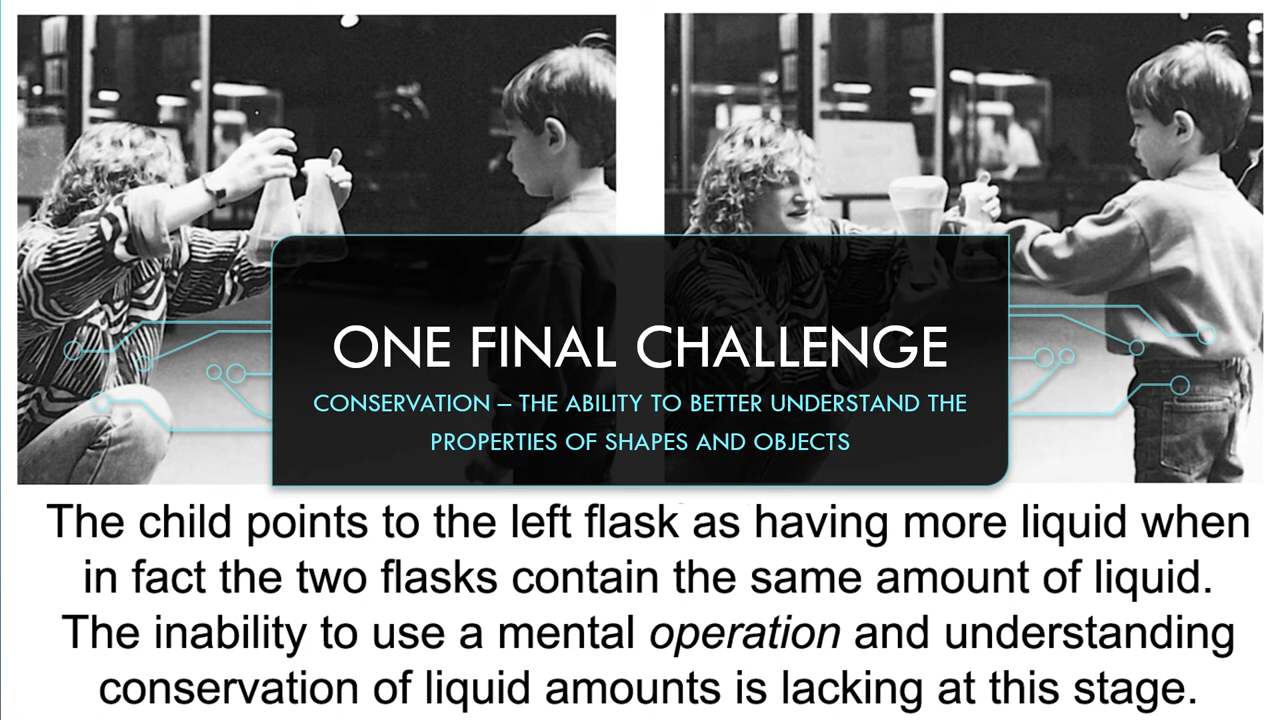 ONE FINAL CHALLENGE
CONSERVATION – THE ABILITY TO BETTER UNDERSTAND THE
PROPERTIES OF SHAPES AND OBJECTS
The child points to the left flask as having more liquid when
in fact the two flasks contain the same amount of liquid.
The inability to use a mental operation and understanding
conservation of liquid amounts is lacking at this stage.